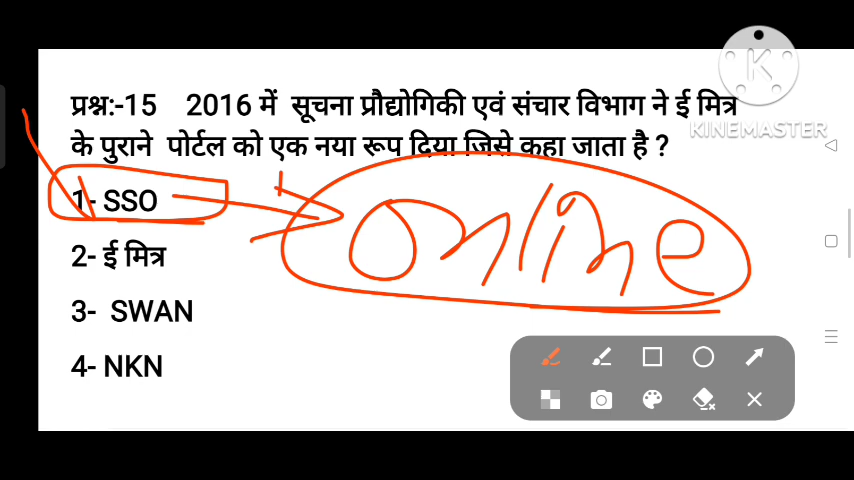 प्रश्न:-15 2016 में सूचना प्रौद्योगिकी एवं संचार विभाग ने ई मित्र
के पुराने पोर्टल को एक नया रूप दिया जिसे कहा जाता है ?
1- SSO
online
2- ई मित्र
3- SWAN
4- NKN
K
KINEMASTER